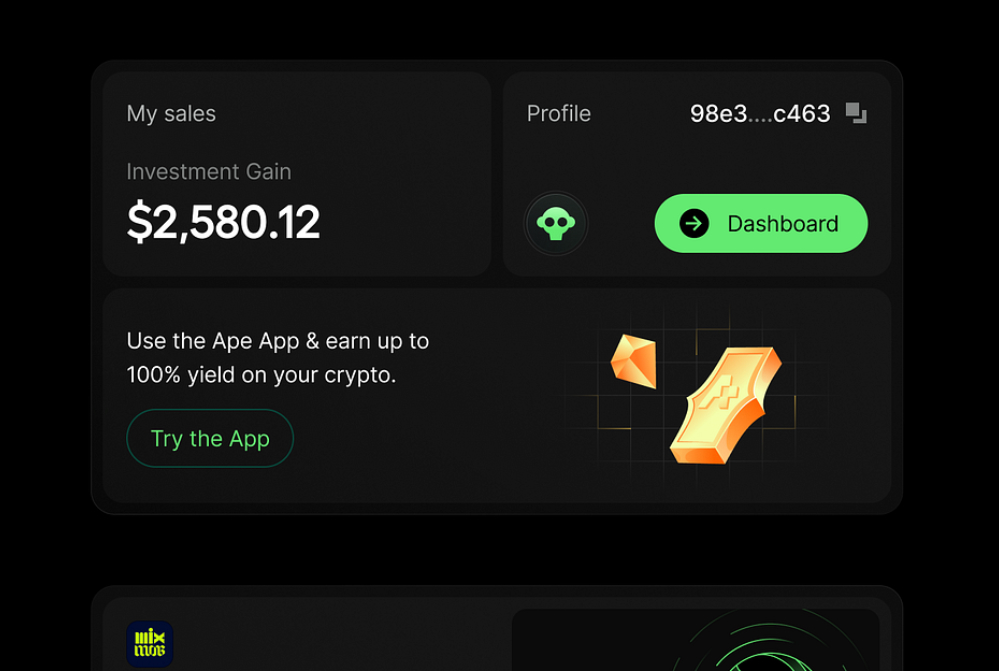 My sales
Investment Gain
$2,580.12
Profile
98e3....c463
Dashboard
Use the Ape App & earn up to
100% yield on your crypto.
Try the App
mix
mob